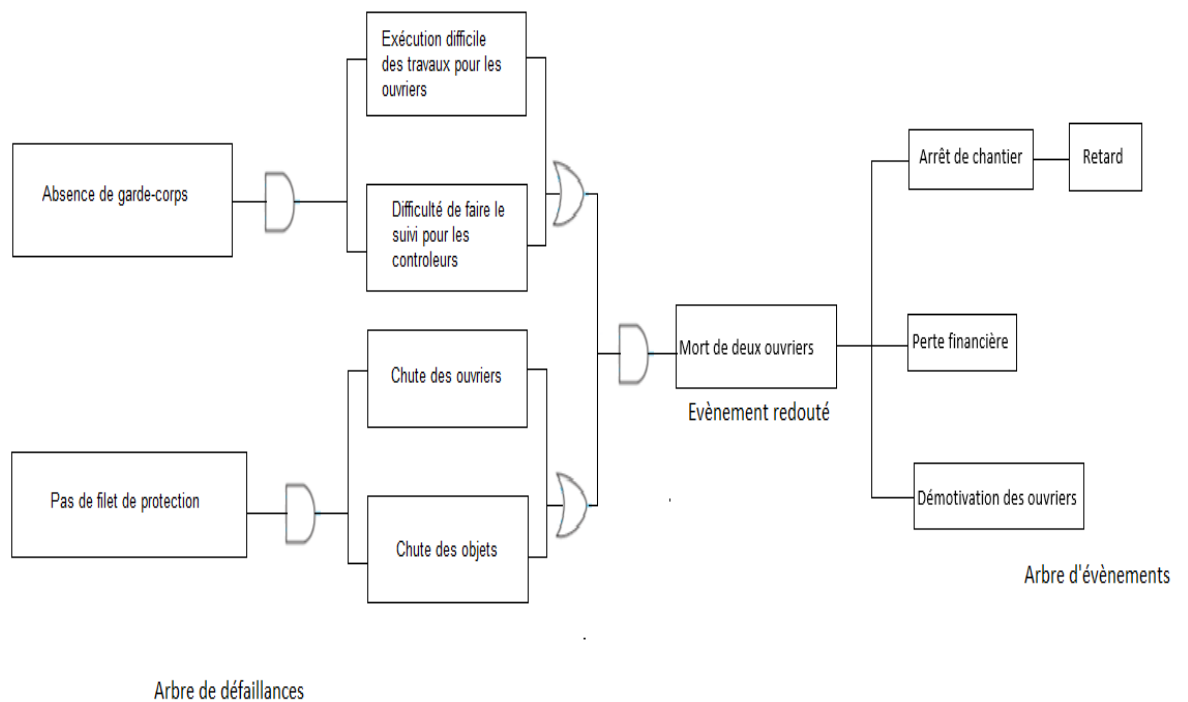 Exécution difficile
des travaux pour les
ouvriers
Absence de garde-corps
Difficulté de faire le
suivi pour les
controleurs
Chute des ouvriers
Pas de filet de protection
Chute des objets
Mort de deux ouvriers
Evènement redouté
Arrêt de chantier
Retard
Perte financière
Démotivation des ouvriers
Arbre d'évènements
Arbre de défaillances